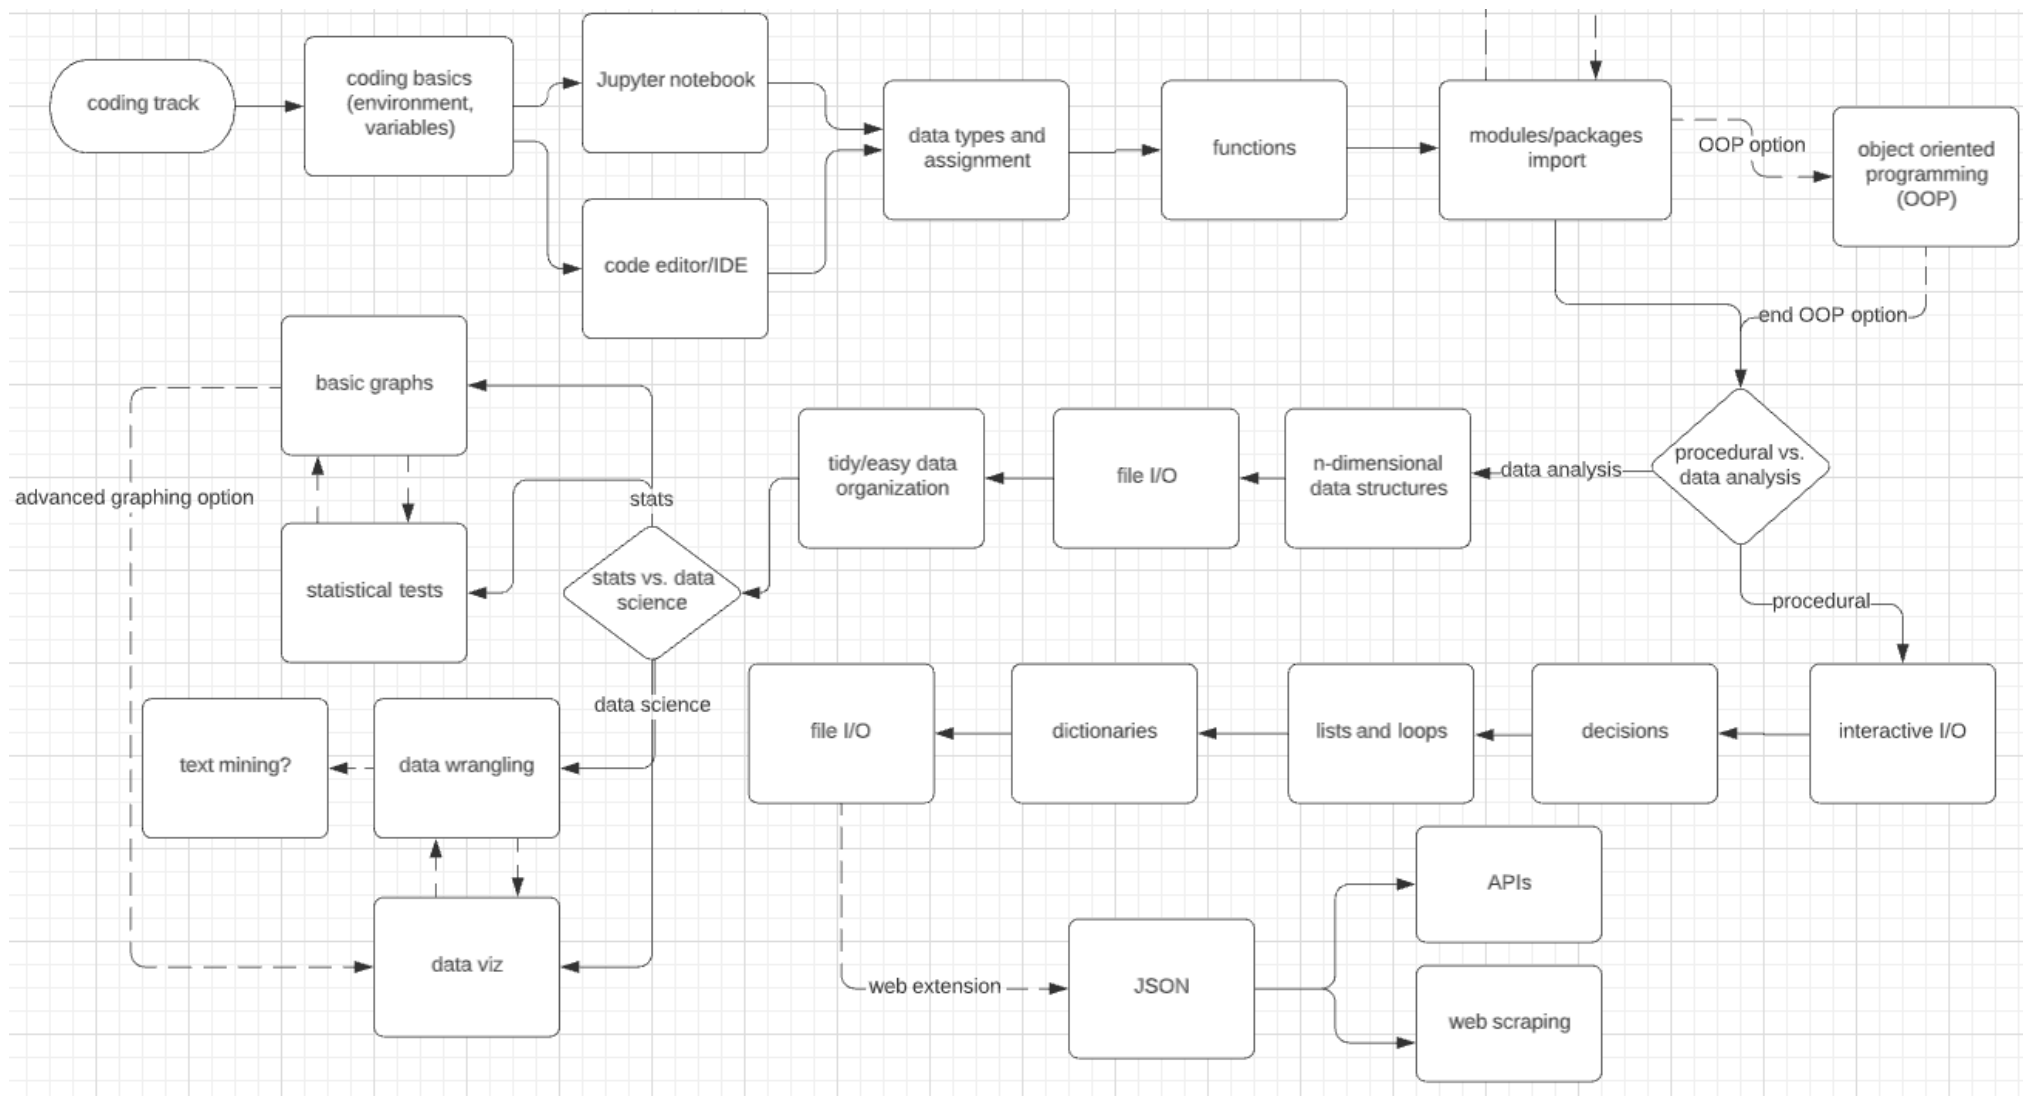 coding track
coding basics
(environment,
variables)
Jupyter notebook
code editor/IDE
data types and
assignment
functions
modules/packages
import
OOP option
object oriented
programming
(OOP)
end OOP option
procedural vs.
data analysis
data analysis
n-dimensional
data structures
file I/O
tidy/easy data
organization
stats vs. data
science
stats
basic graphs
statistical tests
advanced graphing option
data science
data wrangling
text mining?
data viz
procedural
interactive I/O
decisions
lists and loops
dictionaries
file I/O
web extension
JSON
APIs
web scraping